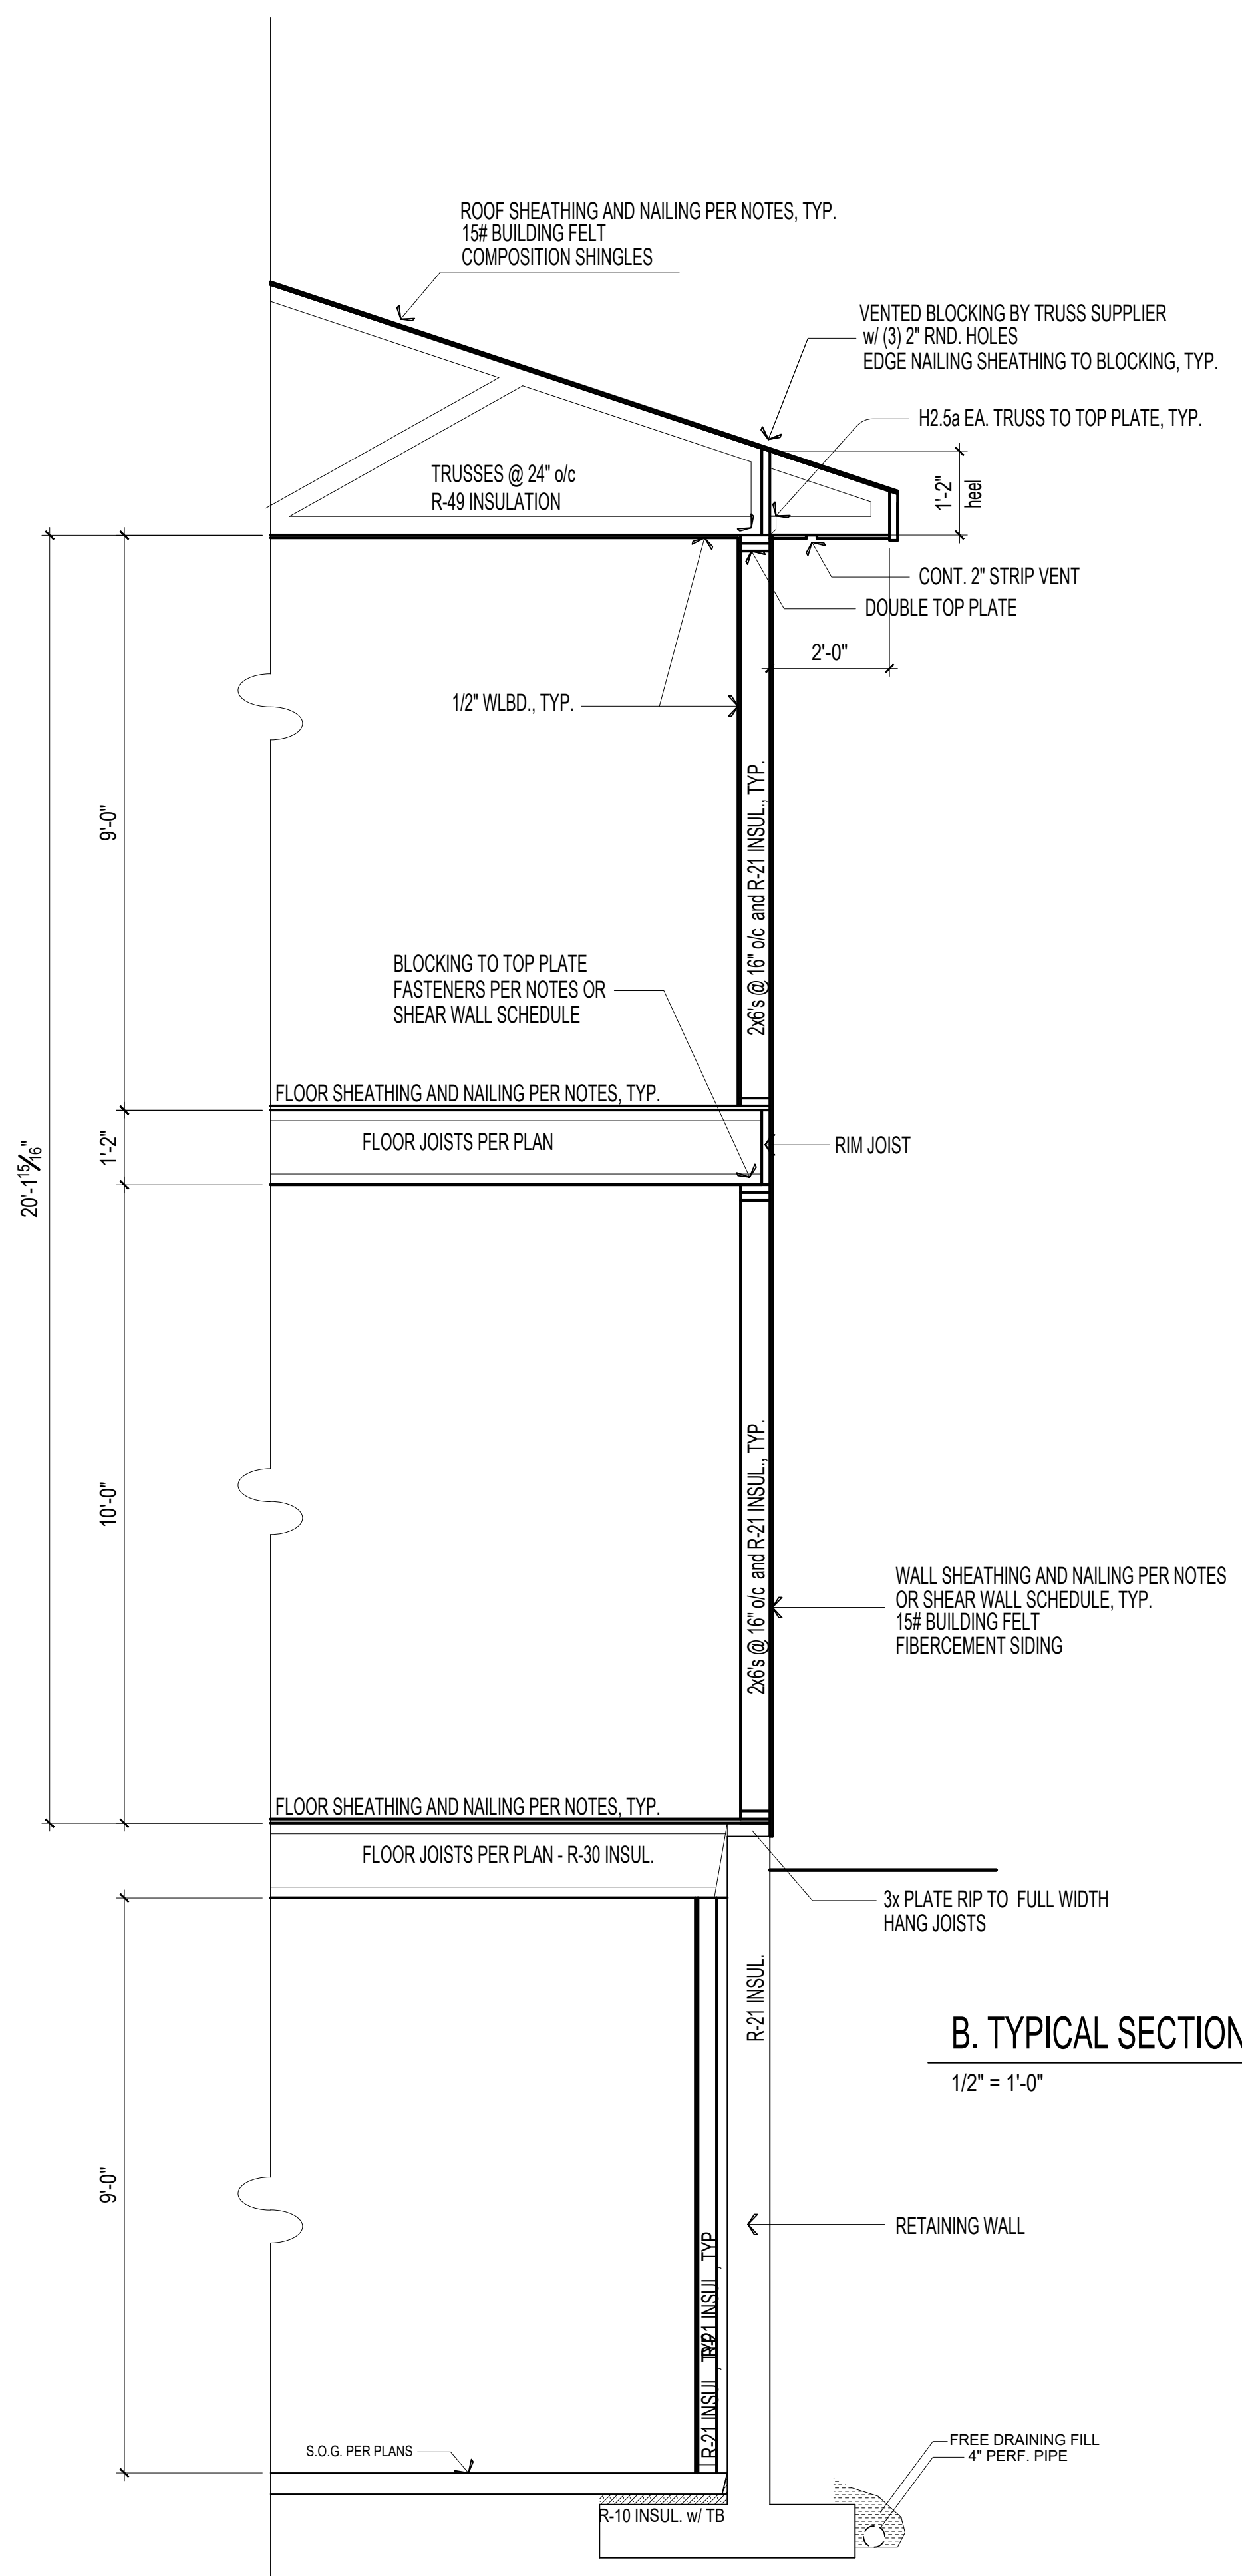 ROOF SHEATHING AND NAILING PER NOTES, TYP.
15# BUILDING FELT
COMPOSITION SHINGLES
VENTED BLOCKING BY TRUSS SUPPLIER
w/ (3) 2" RND. HOLES
EDGE NAILING SHEATHING TO BLOCKING, TYP.
H2.5a EA. TRUSS TO TOP PLATE, TYP.
TRUSSES @ 24" o/c
R-49 INSULATION
1'-2"
heel
CONT. 2" STRIP VENT
DOUBLE TOP PLATE
2'-0"
1/2" WLBD., TYP.
9'-0"
2x6's @ 16" o/c and R-21 INSUL., TYP.
BLOCKING TO TOP PLATE
FASTENERS PER NOTES OR
SHEAR WALL SCHEDULE
FLOOR SHEATHING AND NAILING PER NOTES, TYP.
1'-2"
FLOOR JOISTS PER PLAN
RIM JOIST
20'-1 15/16"
10'-0"
2x6's @ 16" o/c and R-21 INSUL., TYP.
WALL SHEATHING AND NAILING PER NOTES
OR SHEAR WALL SCHEDULE, TYP.
15# BUILDING FELT
FIBERCEMENT SIDING
FLOOR SHEATHING AND NAILING PER NOTES, TYP.
FLOOR JOISTS PER PLAN - R-30 INSUL.
3x PLATE RIP TO FULL WIDTH
HANG JOISTS
R-21 INSUL.
B. TYPICAL SECTION
1/2" = 1'-0"
9'-0"
RETAINING WALL
R-21 INSUL., TYP
R-21 INSUL., TYP.
S.O.G. PER PLANS
FREE DRAINING FILL
4" PERF. PIPE
R-10 INSUL. w/ TB